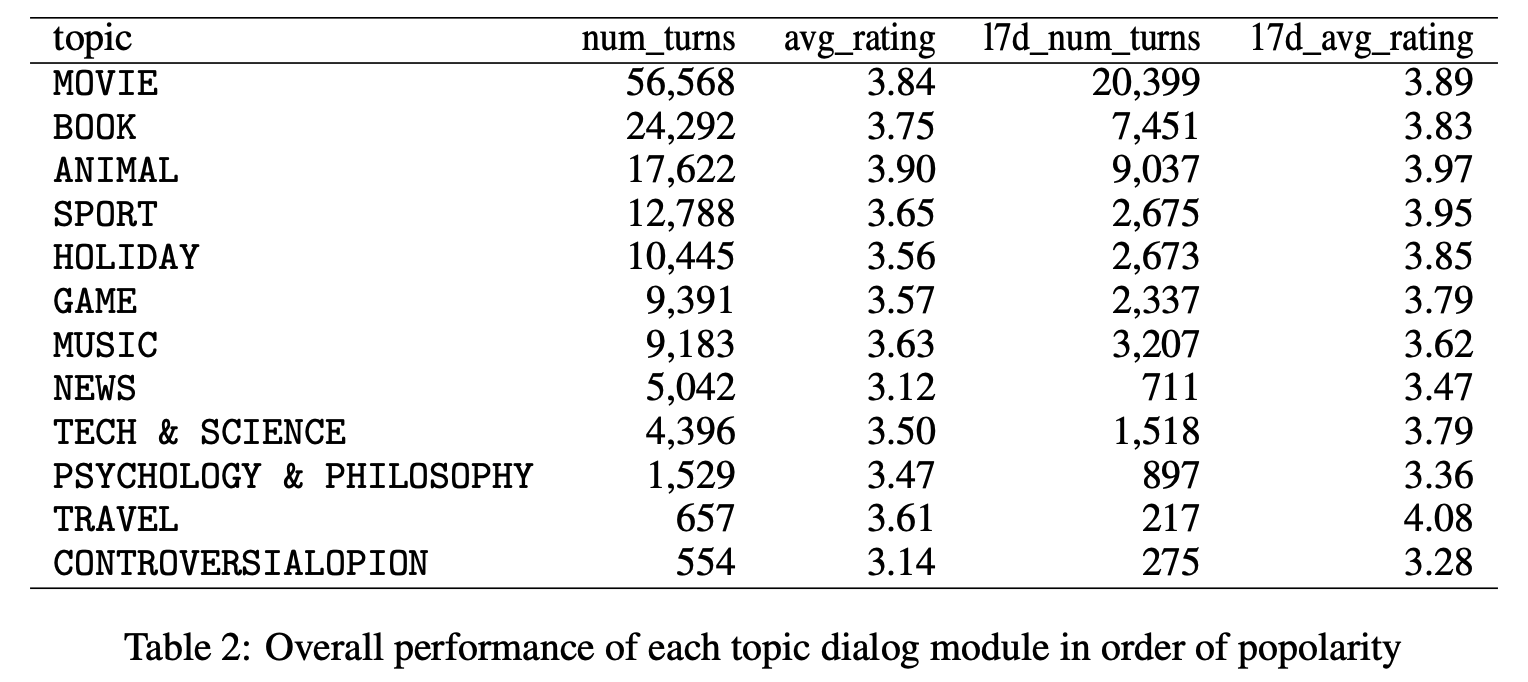 topic num_turns avg_rating l7d_num_turns 17d_avg_rating
MOVIE 56,568 3.84 20,399 3.89
BOOK 24,292 3.75 7,451 3.83
ANIMAL 17,622 3.90 9,037 3.97
SPORT 12,788 3.65 2,675 3.95
HOLIDAY 10,445 3.56 2,673 3.85
GAME 9,391 3.57 2,337 3.79
MUSIC 9,183 3.63 3,207 3.62
NEWS 5,042 3.12 711 3.47
TECH & SCIENCE 4,396 3.50 1,518 3.79
PSYCHOLOGY & PHILOSOPHY 1,529 3.47 897 3.36
TRAVEL 657 3.61 217 4.08
CONTROVERSIALOPION 554 3.14 275 3.28
Table 2: Overall performance of each topic dialog module in order of popolarity